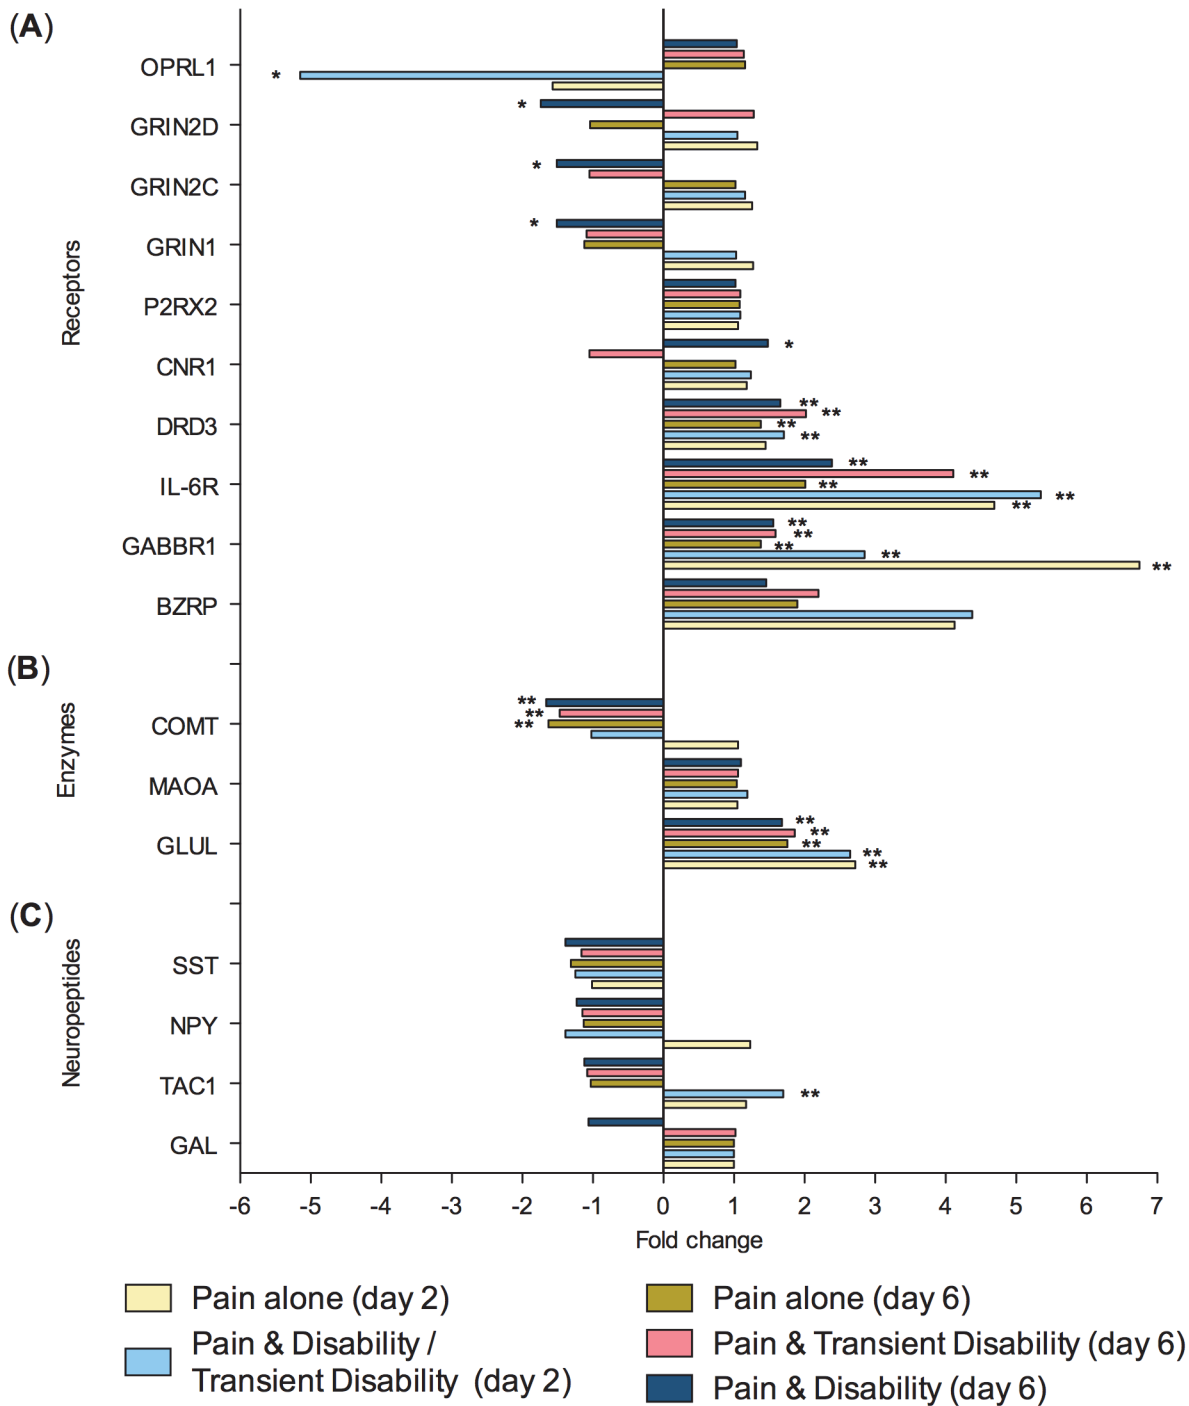 (A)
Receptors
OPRL1
*
*
GRIN2D
*
GRIN2C
*
GRIN1
P2RX2
*
CNR1
**
**
DRD3
**
**
**
**
IL-6R
**
**
**
**
**
GABBR1
**
**
**
BZRP
(B)
Enzymes
**
**
COMT
**
MAOA
**
**
GLUL
**
**
**
(C)
Neuropeptides
SST
NPY
TAC1
**
GAL
-6 -5 -4 -3 -2 -1 0 1 2 3 4 5 6 7
Fold change
Pain alone (day 2)
Pain & Disability /
Transient Disability (day 2)
Pain alone (day 6)
Pain & Transient Disability (day 6)
Pain & Disability (day 6)